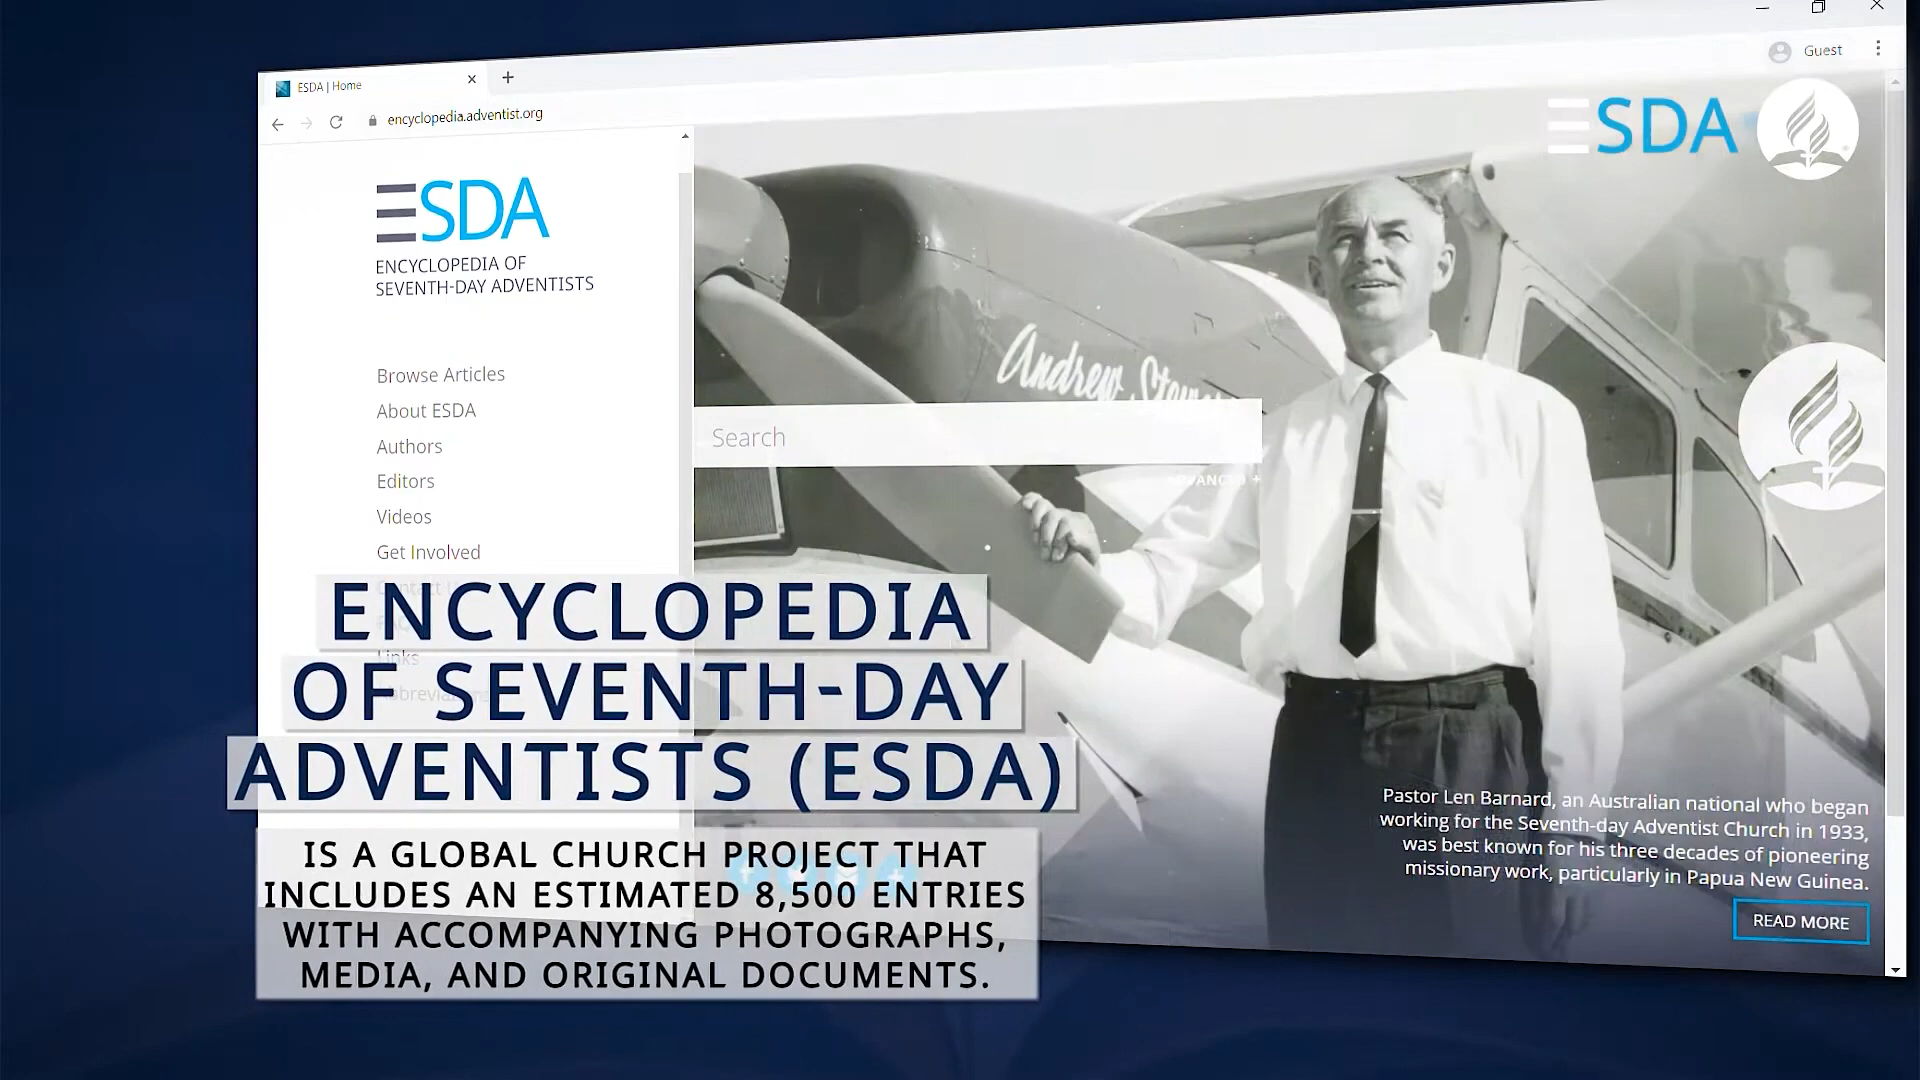 ESDA | Home
Guest
encyclopedia.adventist.org
ESDA
ENCYCLOPEDIA OF
SEVENTH-DAY ADVENTISTS
Browse Articles
About ESDA
Authors
Editors
Videos
Get Involved
Links
ESDA
Andrew
Search
ENCYCLOPEDIA
OF SEVENTH-DAY
ADVENTISTS (ESDA)
IS A GLOBAL CHURCH PROJECT THAT
INCLUDES AN ESTIMATED 8,500 ENTRIES
WITH ACCOMPANYING PHOTOGRAPHS,
MEDIA, AND ORIGINAL DOCUMENTS.
Pastor Len Barnard, an Australian national who began
working for the Seventh-day Adventist Church in 1933,
was best known for his three decades of pioneering
missionary work, particularly in Papua New Guinea.
READ MORE